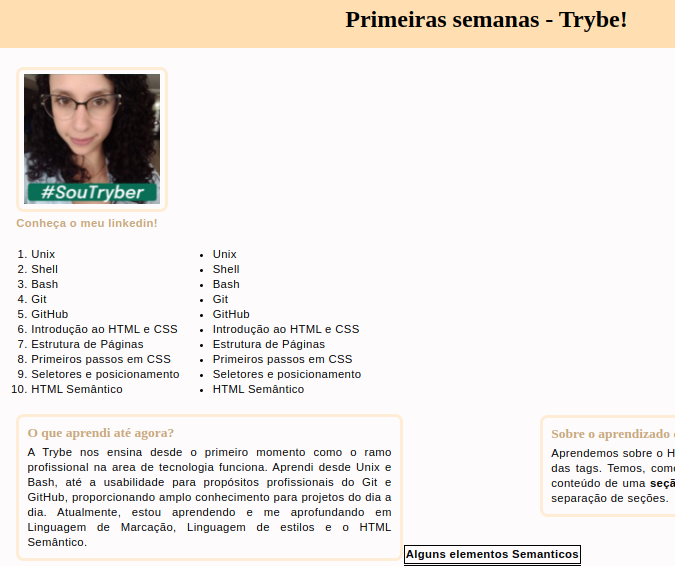 Primeiras semanas - Trybe!
#SouTryber
Conheça o meu linkedin!
1. Unix
2. Shell
3. Bash
4. Git
5. GitHub
6. Introdução ao HTML e CSS
7. Estrutura de Páginas
8. Primeiros passos em CSS
9. Seletores e posicionamento
10. HTML Semântico
• Unix
• Shell
• Bash
• Git
• GitHub
• Introdução ao HTML e CSS
• Estrutura de Páginas
• Primeiros passos em CSS
• Seletores e posicionamento
• HTML Semântico
O que aprendi até agora?
A Trybe nos ensina desde o primeiro momento como o ramo
profissional na area de tecnologia funciona. Aprendi desde Unix e
Bash, até a usabilidade para propósitos profissionais do Git e
GitHub, proporcionando amplo conhecimento para projetos do dia a
dia. Atualmente, estou aprendendo e me aprofundando em
Linguagem de Marcação, Linguagem de estilos e o HTML
Semântico.
Sobre o aprendizado
Aprendemos sobre o H
das tags. Temos, com
conteúdo de uma seçã
separação de seções.
Alguns elementos Semanticos